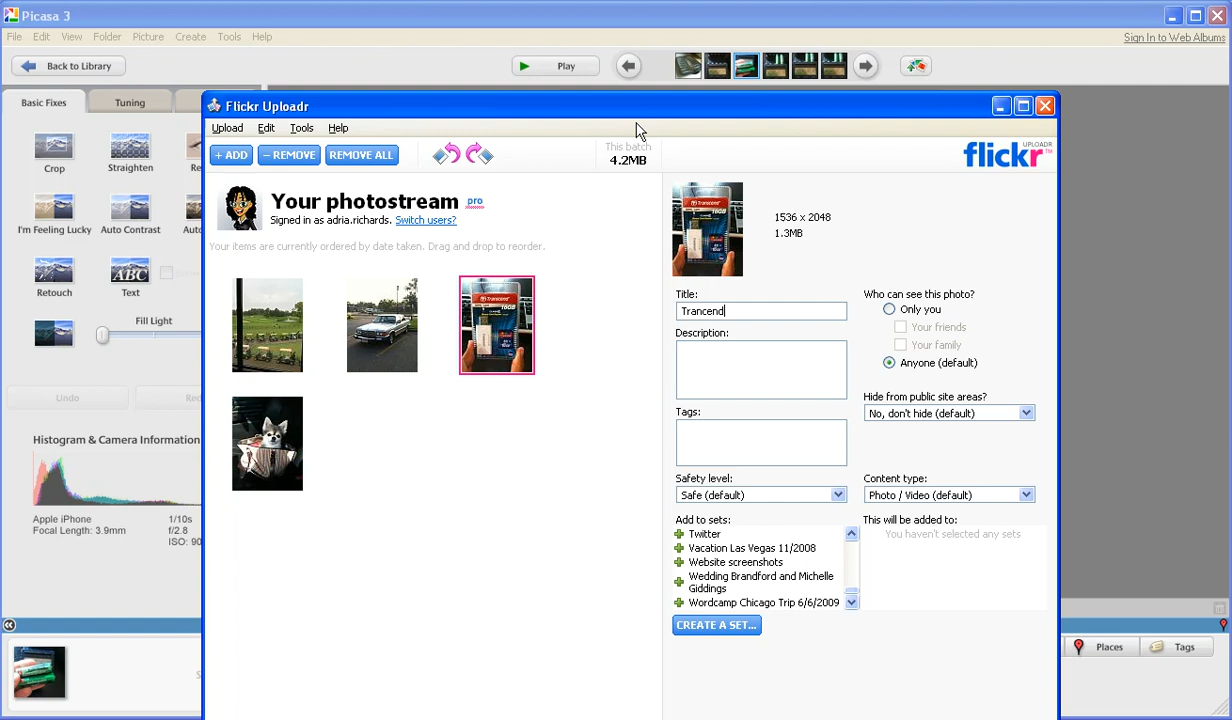 Picasa 3
File Edit View Folder Picture Create Tools Help
Sign In to Web Albums
Back to Library
Play
Basic Fixes
Tuning
Crop
Straighten
I'm Feeling Lucky
Auto Contrast
Retouch
ABC
Text
Fill Light
Undo
Histogram & Camera Information
Apple iPhone
1/10s
Focal Length: 3.9mm
f/2.8
Places
Tags
Flickr Uploadr
Upload Edit Tools Help
+ ADD
− REMOVE
REMOVE ALL
This batch
4.2MB
flickr UPLOADR™
Your photostream pro
Signed in as adria.richards. Switch users?
Your items are currently ordered by date taken. Drag and drop to reorder.
Transcend
16GB
1536 x 2048
1.3MB
Title:
Trancend
Description:
Tags:
Safety level:
Safe (default)
Add to sets:
Twitter
Vacation Las Vegas 11/2008
Website screenshots
Wedding Brandford and Michelle
Giddings
Wordcamp Chicago Trip 6/6/2009
CREATE A SET...
Who can see this photo?
Only you
Your friends
Your family
Anyone (default)
Hide from public site areas?
No, don't hide (default)
Content type:
Photo / Video (default)
This will be added to:
You haven't selected any sets